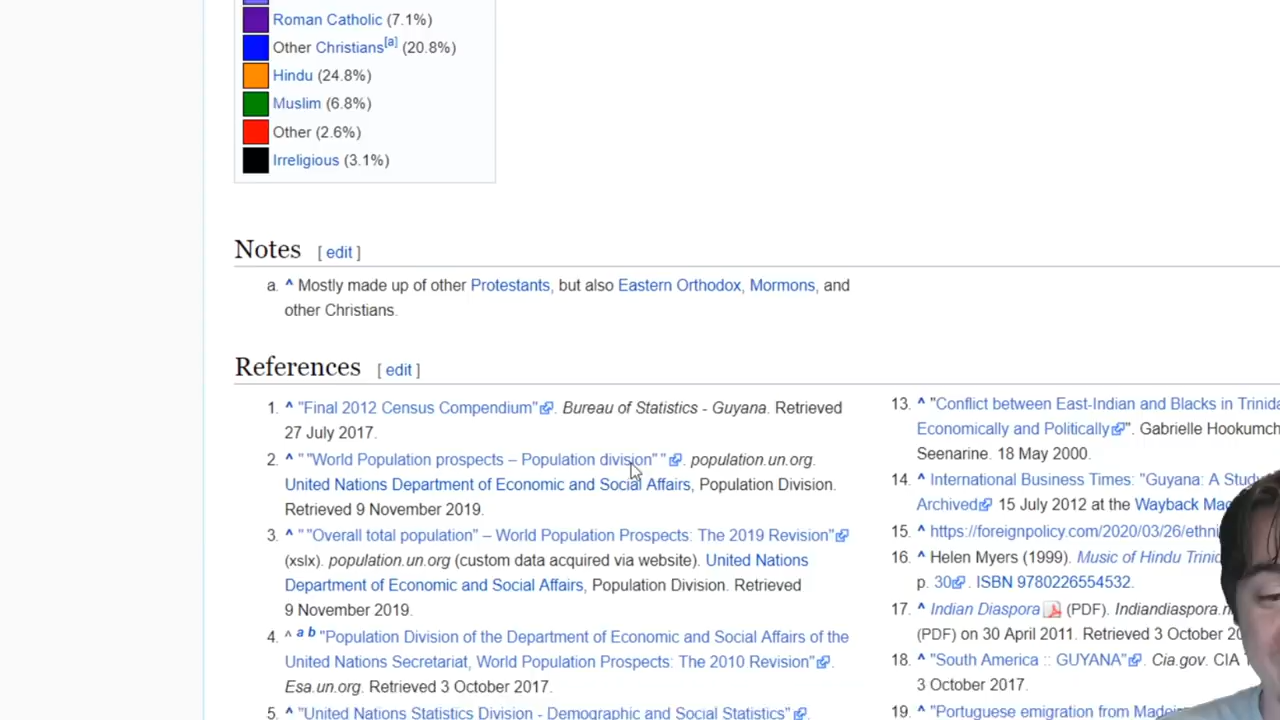 Roman Catholic (7.1%)
Other Christians[a] (20.8%)
Hindu (24.8%)
Muslim (6.8%)
Other (2.6%)
Irreligious (3.1%)
Notes [ edit ]
a. ^ Mostly made up of other Protestants, but also Eastern Orthodox, Mormons, and
other Christians.
References [ edit ]
1. ^ "Final 2012 Census Compendium". Bureau of Statistics - Guyana. Retrieved
27 July 2017.
2. ^ " "World Population prospects – Population division" ". population.un.org.
United Nations Department of Economic and Social Affairs, Population Division.
Retrieved 9 November 2019.
3. ^ " "Overall total population" – World Population Prospects: The 2019 Revision"
(xslx). population.un.org (custom data acquired via website). United Nations
Department of Economic and Social Affairs, Population Division. Retrieved
9 November 2019.
4. ^ a b "Population Division of the Department of Economic and Social Affairs of the
United Nations Secretariat, World Population Prospects: The 2010 Revision".
Esa.un.org. Retrieved 3 October 2017.
5. ^ "United Nations Statistics Division - Demographic and Social Statistics".
13. ^ "Conflict between East-Indian and Blacks in
Economically and Politically". Gabrielle
Seenarine. 18 May 2000.
14. ^ International Business Times: "Guyana: A
Archived 15 July 2012 at the Wayback
15. ^ https://foreignpolicy.com/2020/03/26/
16. ^ Helen Myers (1999). Music of Hindu
p. 30. ISBN 9780226554532.
17. ^ Indian Diaspora (PDF).
(PDF) on 30 April 2011. Retrieved 3 October
18. ^ "South America :: GUYANA". Cia.gov. CIA
3 October 2017.
19. ^ "Portuguese emigration from